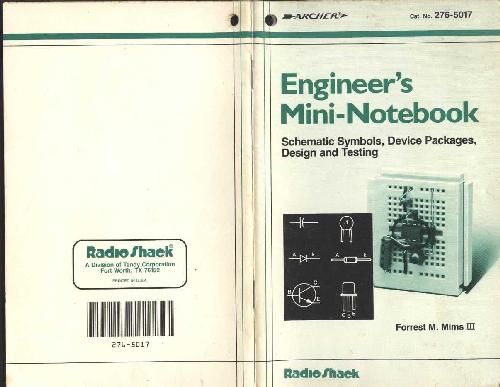 ARCHER
Cat. No. 276-5017
Engineer's
Mini-Notebook
Schematic Symbols, Device Packages,
Design and Testing
A
K
A
K
B
C
E
Forrest M. Mims III
Radio Shack
Radio Shack®
A Division of Tandy Corporation
Fort Worth, TX 76102
PRINTED IN U.S.A.
276-5017